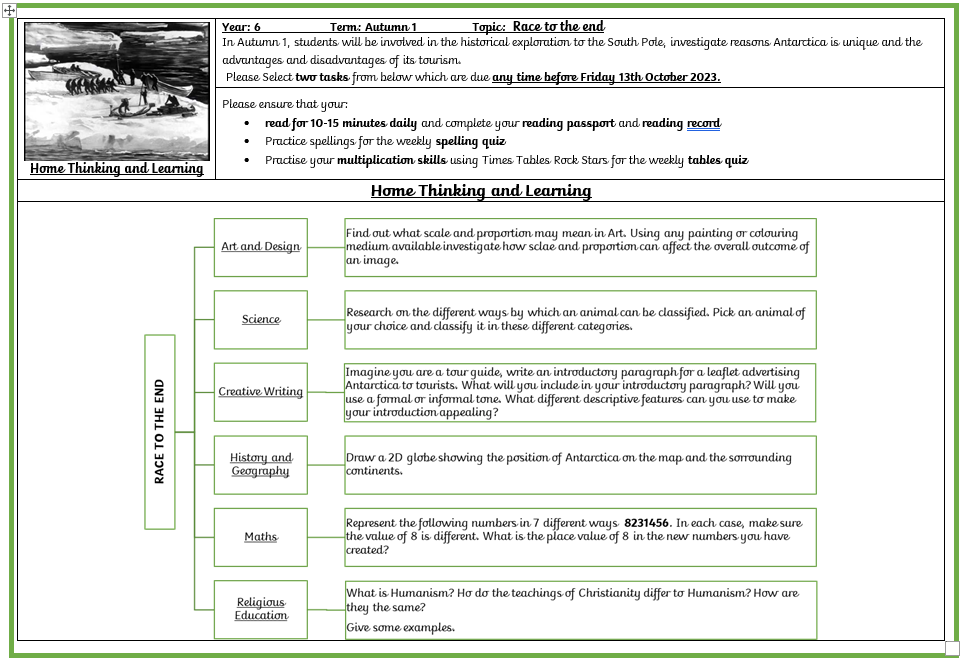 Year: 6 Term: Autumn 1 Topic: Race to the end
In Autumn 1, students will be involved in the historical exploration to the South Pole, investigate reasons Antarctica is unique and the
advantages and disadvantages of its tourism.
Please Select two tasks from below which are due any time before Friday 13th October 2023.
Please ensure that your:
• read for 10-15 minutes daily and complete your reading passport and reading record
• Practice spellings for the weekly spelling quiz
• Practise your multiplication skills using Times Tables Rock Stars for the weekly tables quiz
Home Thinking and Learning
Home Thinking and Learning
RACE TO THE END
Art and Design
Find out what scale and proportion may mean in Art. Using any painting or colouring
medium available investigate how sclae and proportion can affect the overall outcome of
an image.
Science
Research on the different ways by which an animal can be classified. Pick an animal of
your choice and classify it in these different categories.
Creative Writing
Imagine you are a tour guide, write an introductory paragraph for a leaflet advertising
Antarctica to tourists. What will you include in your introductory paragraph? Will you
use a formal or informal tone. What different descriptive features can you use to make
your introduction appealing?
History and
Geography
Draw a 2D globe showing the position of Antarctica on the map and the sorrounding
continents.
Maths
Represent the following numbers in 7 different ways 8231456. In each case, make sure
the value of 8 is different. What is the place value of 8 in the new numbers you have
created?
Religious
Education
What is Humanism? Ho do the teachings of Christianity differ to Humanism? How are
they the same?
Give some examples.